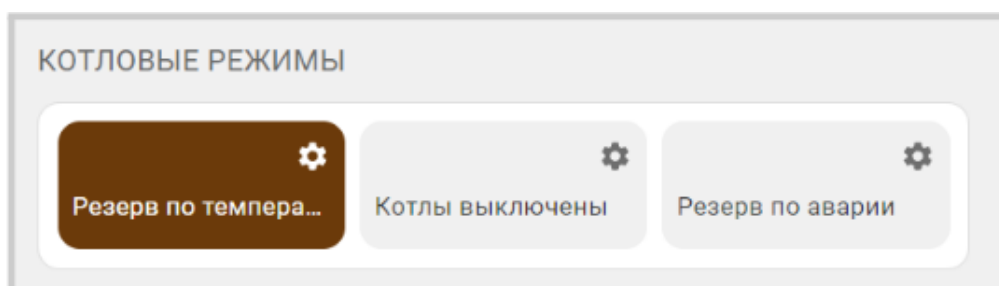 КОТЛОВЫЕ РЕЖИМЫ
Резерв по темпера...
Котлы выключены
Резерв по аварии